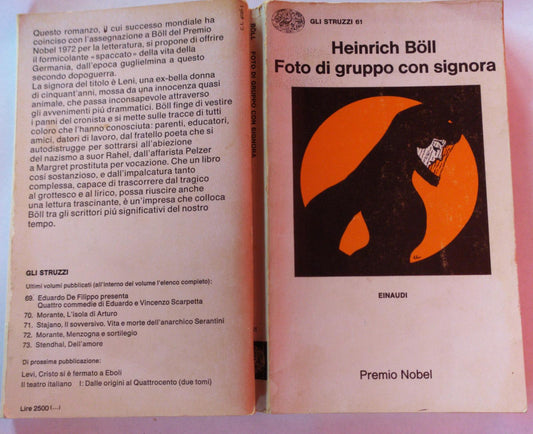 Questo romanzo, il cui successo mondiale ha
coinciso con l'assegnazione a Böll del Premio
Nobel 1972 per la letteratura, si propone di offrire
il formicolante «spaccato» della vita della
Germania, dall'epoca guglielmina a questo
secondo dopoguerra.
La signora del titolo è Leni, una ex-bella donna
di cinquant'anni, mossa da una innocenza quasi
animale, che passa inconsapevole attraverso
gli avvenimenti più drammatici. Böll finge di vestire
i panni del cronista e si mette sulle tracce di tutti
coloro che l'hanno conosciuta: parenti, educatori,
amici, datori di lavoro, dal fratello poeta che si
autodistrugge per sottrarsi all'abiezione
del nazismo a suor Rahel, dall'affarista Pelzer
a Margret prostituta per vocazione. Che un libro
cosí sostanzioso, e dall'impalcatura tanto
complessa, capace di trascorrere dal tragico
al grottesco e al lirico, possa riuscire anche
una lettura trascinante, è un'impresa che colloca
Böll tra gli scrittori piú significativi del nostro
tempo.
GLI STRUZZI
Ultimi volumi pubblicati (all'interno del volume l'elenco completo):
69. Eduardo De Filippo presenta
Quattro commedie di Eduardo e Vincenzo Scarpetta
70. Morante, L'isola di Arturo
71. Stajano, Il sovversivo. Vita e morte dell'anarchico Serantini
72. Morante, Menzogna e sortilegio
73. Stendhal, Dell'amore
Di prossima pubblicazione:
Levi, Cristo si è fermato a Eboli
Il teatro italiano I: Dalle origini al Quattrocento (due tomi)
Lire 2500
BÖLL FOTO DI GRUPPO CON SIGNORA
GLI STRUZZI 61
Heinrich Böll
Foto di gruppo con signora
EINAUDI
Premio Nobel